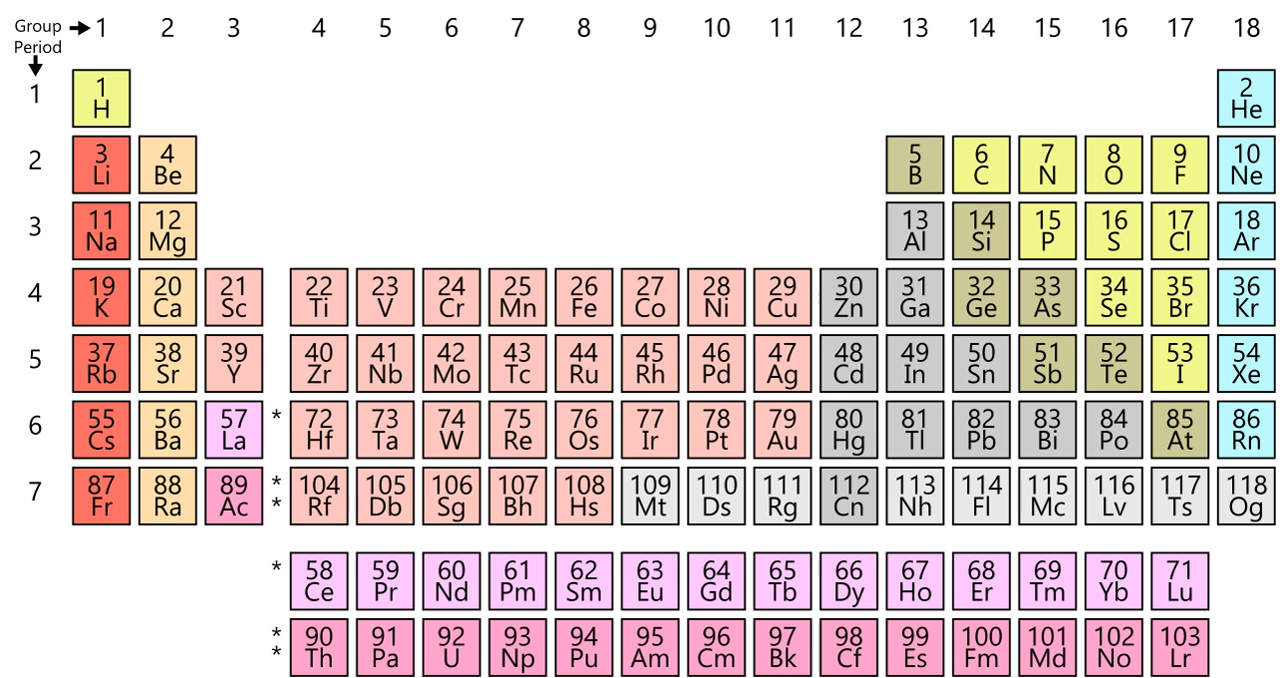 Group → 1 2 3 4 5 6 7 8 9 10 11 12 13 14 15 16 17 18
Period
↓
1
1 2
H He
2
3 4 5 6 7 8 9 10
Li Be B C N O F Ne
3
11 12 13 14 15 16 17 18
Na Mg Al Si P S Cl Ar
4
19 20 21 22 23 24 25 26 27 28 29 30 31 32 33 34 35 36
K Ca Sc Ti V Cr Mn Fe Co Ni Cu Zn Ga Ge As Se Br Kr
5
37 38 39 40 41 42 43 44 45 46 47 48 49 50 51 52 53 54
Rb Sr Y Zr Nb Mo Tc Ru Rh Pd Ag Cd In Sn Sb Te I Xe
6
55 56 57 * 72 73 74 75 76 77 78 79 80 81 82 83 84 85 86
Cs Ba La Hf Ta W Re Os Ir Pt Au Hg Tl Pb Bi Po At Rn
7
87 88 89 * 104 105 106 107 108 109 110 111 112 113 114 115 116 117 118
Fr Ra Ac * Rf Db Sg Bh Hs Mt Ds Rg Cn Nh Fl Mc Lv Ts Og
* 58 59 60 61 62 63 64 65 66 67 68 69 70 71
Ce Pr Nd Pm Sm Eu Gd Tb Dy Ho Er Tm Yb Lu
* 90 91 92 93 94 95 96 97 98 99 100 101 102 103
* Th Pa U Np Pu Am Cm Bk Cf Es Fm Md No Lr